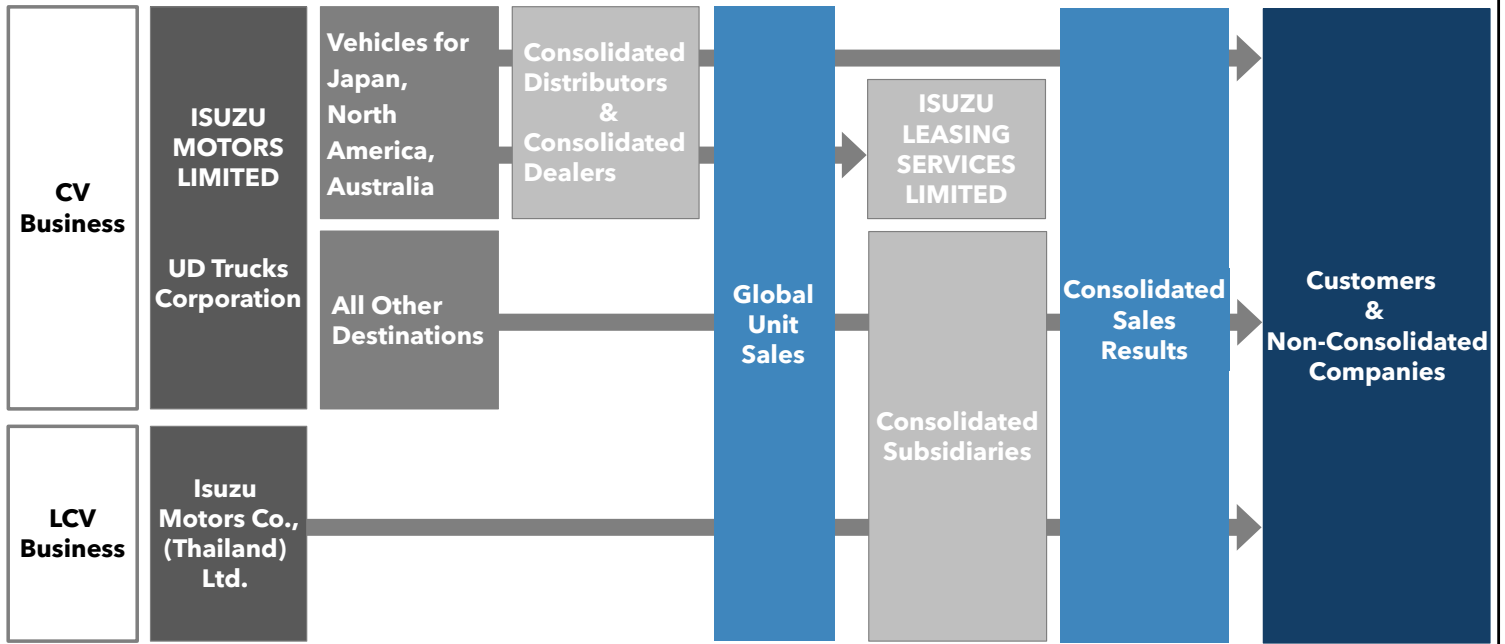 CV
Business
ISUZU
MOTORS
LIMITED
UD Trucks
Corporation
Vehicles for
Japan,
North
America,
Australia
Consolidated
Distributors
&
Consolidated
Dealers
All Other
Destinations
LCV
Business
Isuzu
Motors Co.,
(Thailand)
Ltd.
Global
Unit
Sales
ISUZU
LEASING
SERVICES
LIMITED
Consolidated
Subsidiaries
Consolidated
Sales
Results
Customers
&
Non-Consolidated
Companies